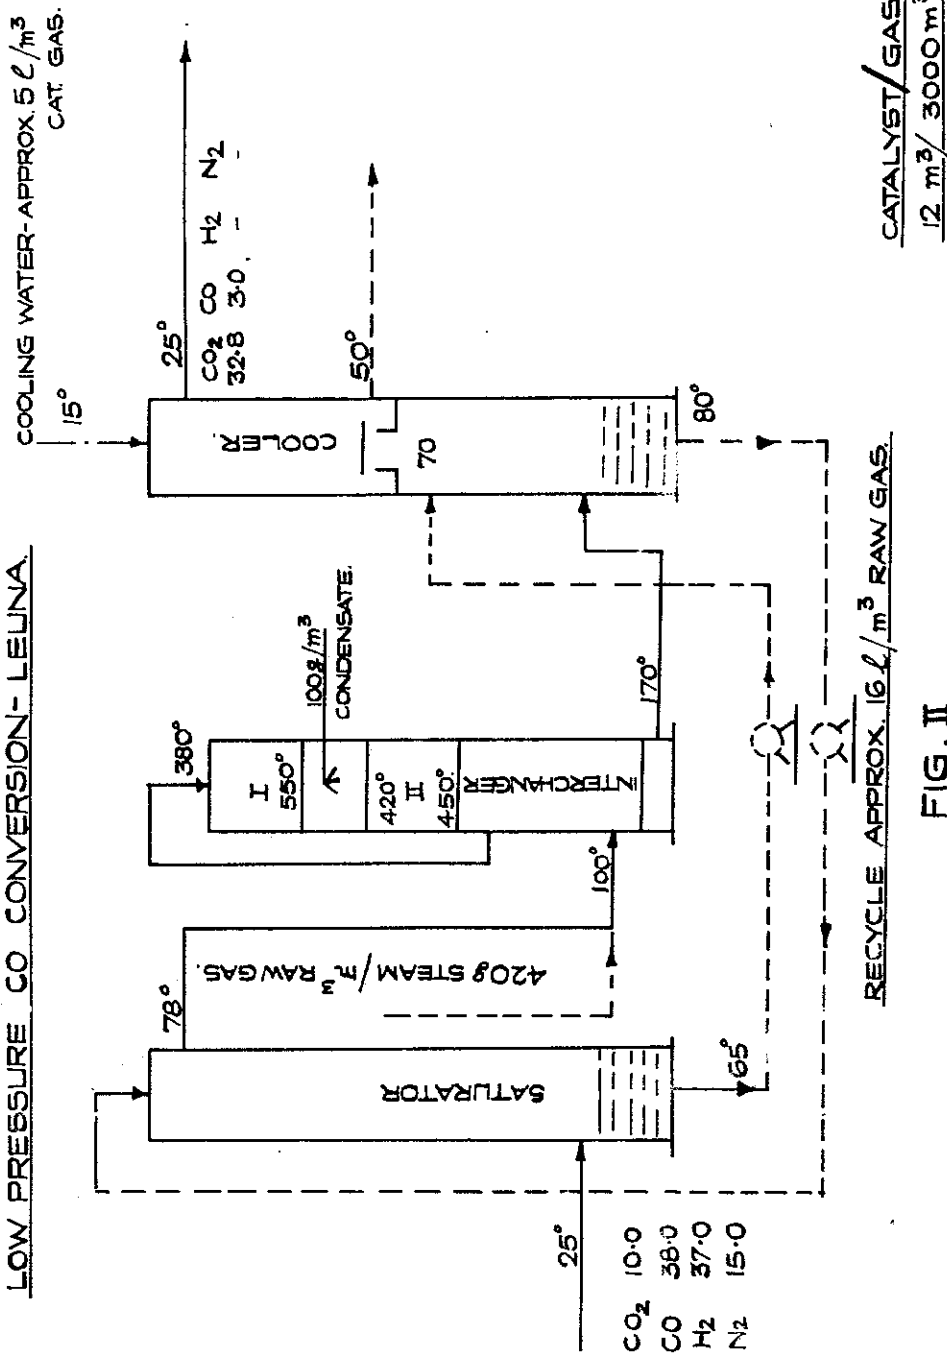 LOW PRESSURE CO CONVERSION-LEUNA.
COOLING WATER-APPROX. 5 l/m³
CAT. GAS.
15°
25°
CO₂ CO H₂ N₂
32·8 3·0. - -
COOLER.
50°
70
80°
380°
I
550°
100g/m³
CONDENSATE.
420°
II
450°
INTERCHANGER
170°
100°
78°
420g STEAM/m³ RAW GAS.
SATURATOR
65°
25°
CO₂ 10·0
CO 38·0
H₂ 37·0
N₂ 15·0
RECYCLE APPROX. 16 l/m³ RAW GAS.
CATALYST/GAS
12 m³/3000m³
FIG. II